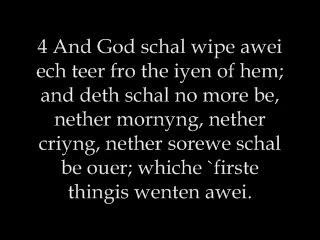 4 And God schal wipe awei
ech teer fro the iyen of hem;
and deth schal no more be,
nether mornyng, nether
criyng, nether sorewe schal
be ouer; whiche `firste
thingis wenten awei.